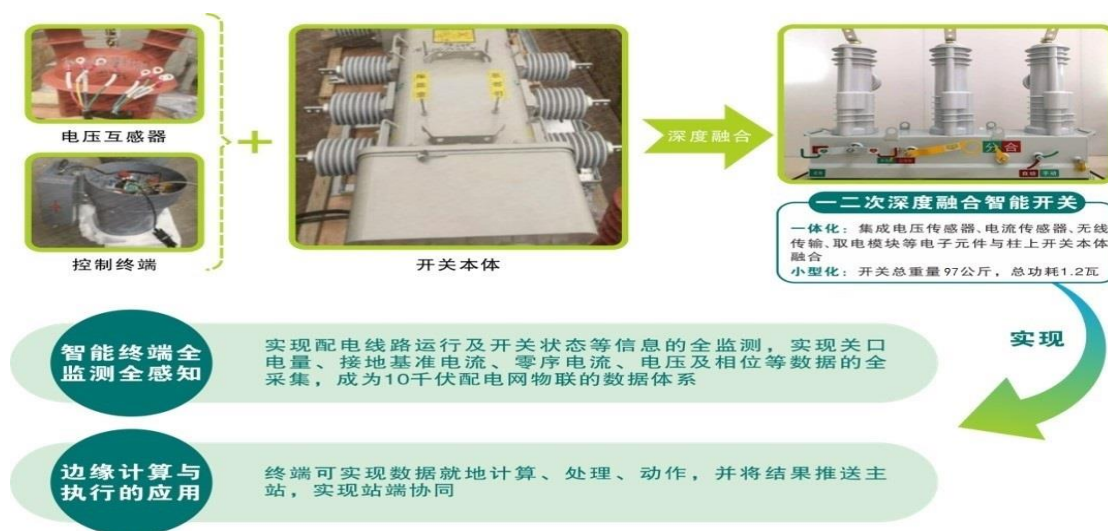 电压互感器
控制终端
+
开关本体
深度融合
分合
自动 手动
一二次深度融合智能开关
一体化:集成电压传感器、电流传感器、无线
传输、取电模块等电子元件与柱上开关本体
融合
小型化:开关总重量97公斤,总功耗1.2瓦
实现
智能终端全
监测全感知
实现配电线路运行及开关状态等信息的全监测,实现关口
电量、接地基准电流、零序电流、电压及相位等数据的全
采集,成为10千伏配电网物联的数据体系
边缘计算与
执行的应用
终端可实现数据就地计算、处理、动作,并将结果推送主
站,实现站端协同